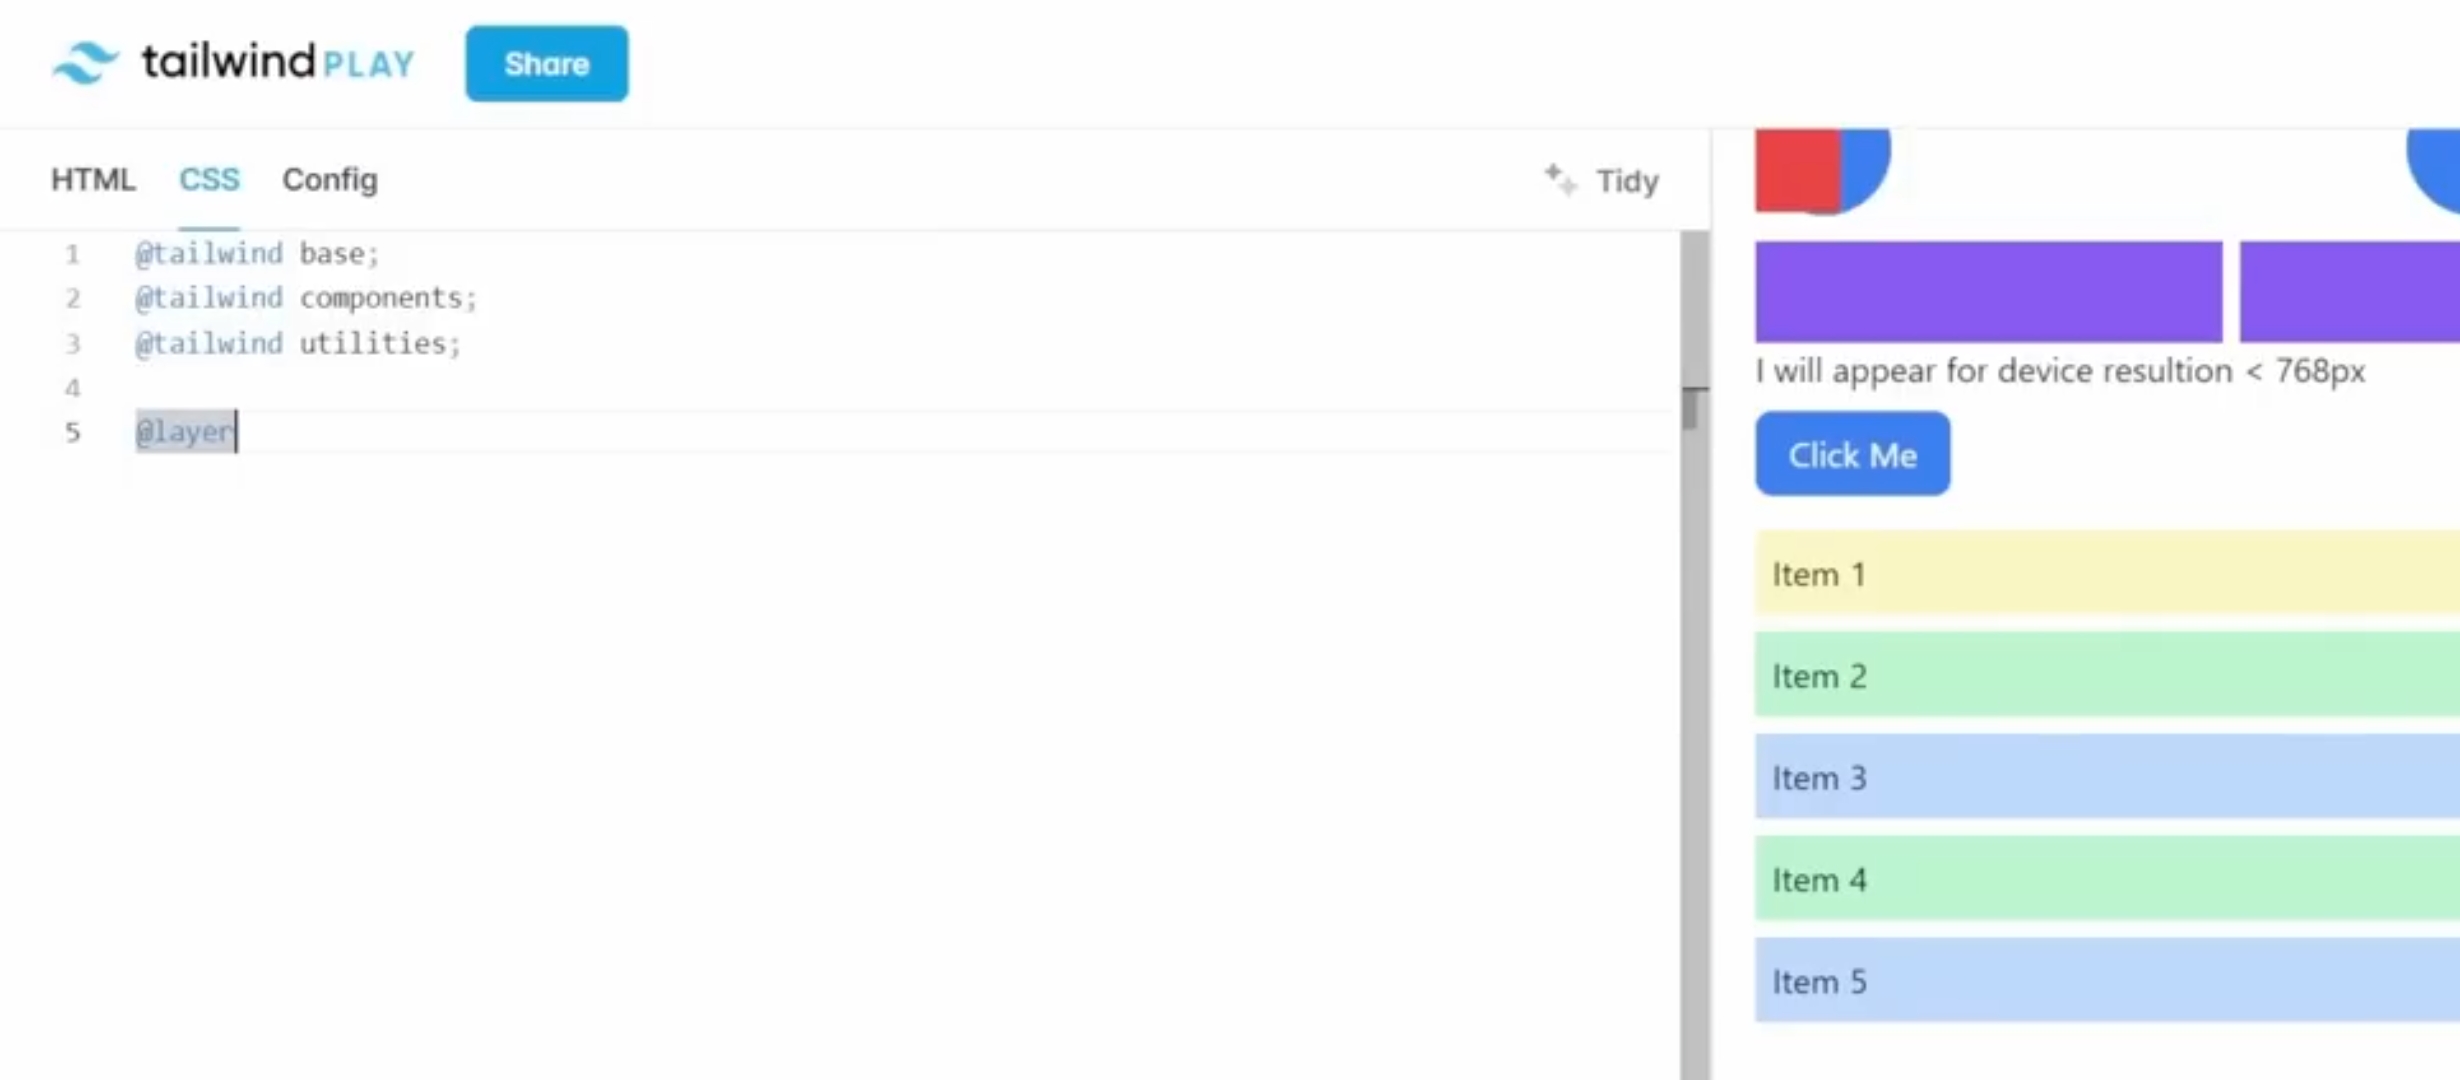 tailwind PLAY
Share
HTML CSS Config
Tidy
1 @tailwind base;
2 @tailwind components;
3 @tailwind utilities;
4
5 @layer
I will appear for device resultion < 768px
Click Me
Item 1
Item 2
Item 3
Item 4
Item 5